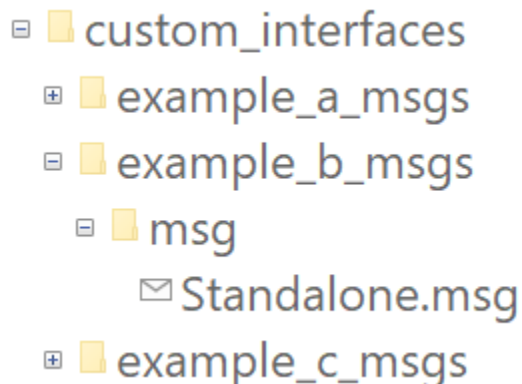 custom_interfaces
example_a_msgs
example_b_msgs
msg
Standalone.msg
example_c_msgs